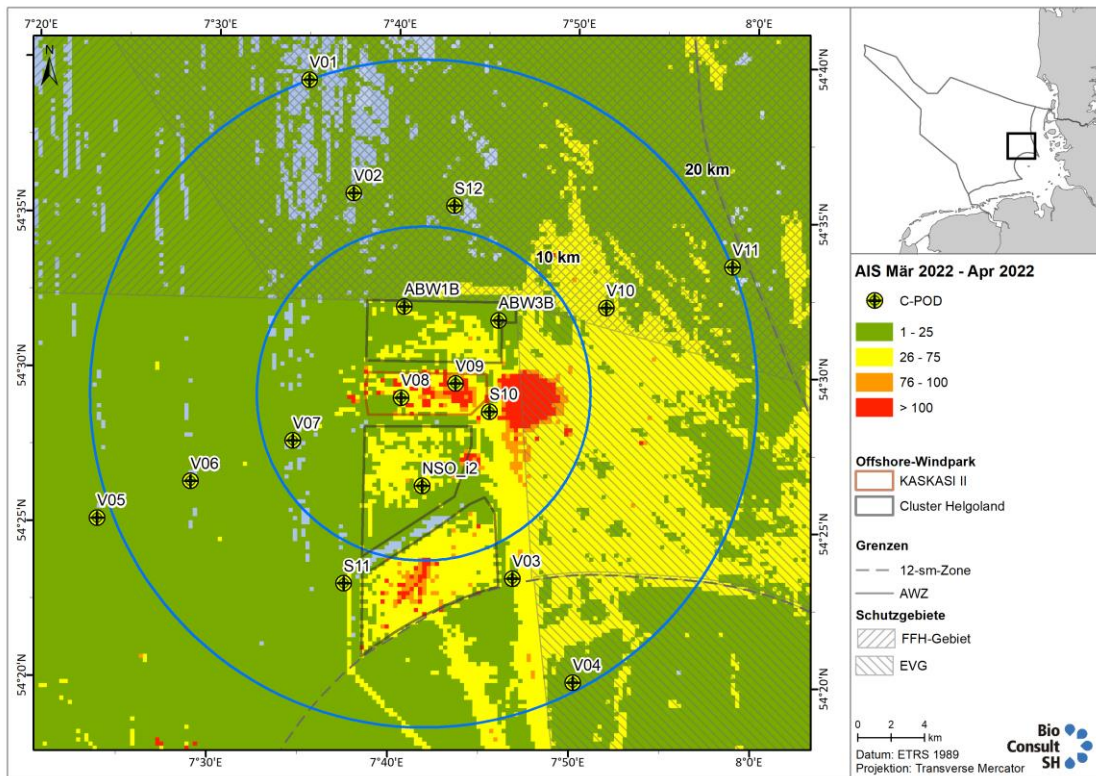 7°20'E
7°30'E
7°40'E
7°50'E
8°0'E
N
V01
54°40'N
54°40'N
20 km
V02
S12
54°35'N
54°35'N
V11
10 km
ABW1B
V10
ABW3B
54°30'N
54°30'N
V09
V08
S10
V07
NSO_i2
V06
V05
54°25'N
54°25'N
S11
V03
54°20'N
54°20'N
V04
7°30'E
7°40'E
7°50'E
8°0'E
AIS Mär 2022 - Apr 2022
C-POD
1 - 25
26 - 75
76 - 100
> 100
Offshore-Windpark
KASKASI II
Cluster Helgoland
Grenzen
12-sm-Zone
AWZ
Schutzgebiete
FFH-Gebiet
EVG
0 2 4
km
Datum: ETRS 1989
Projektion: Transverse Mercator
Bio
Consult
SH